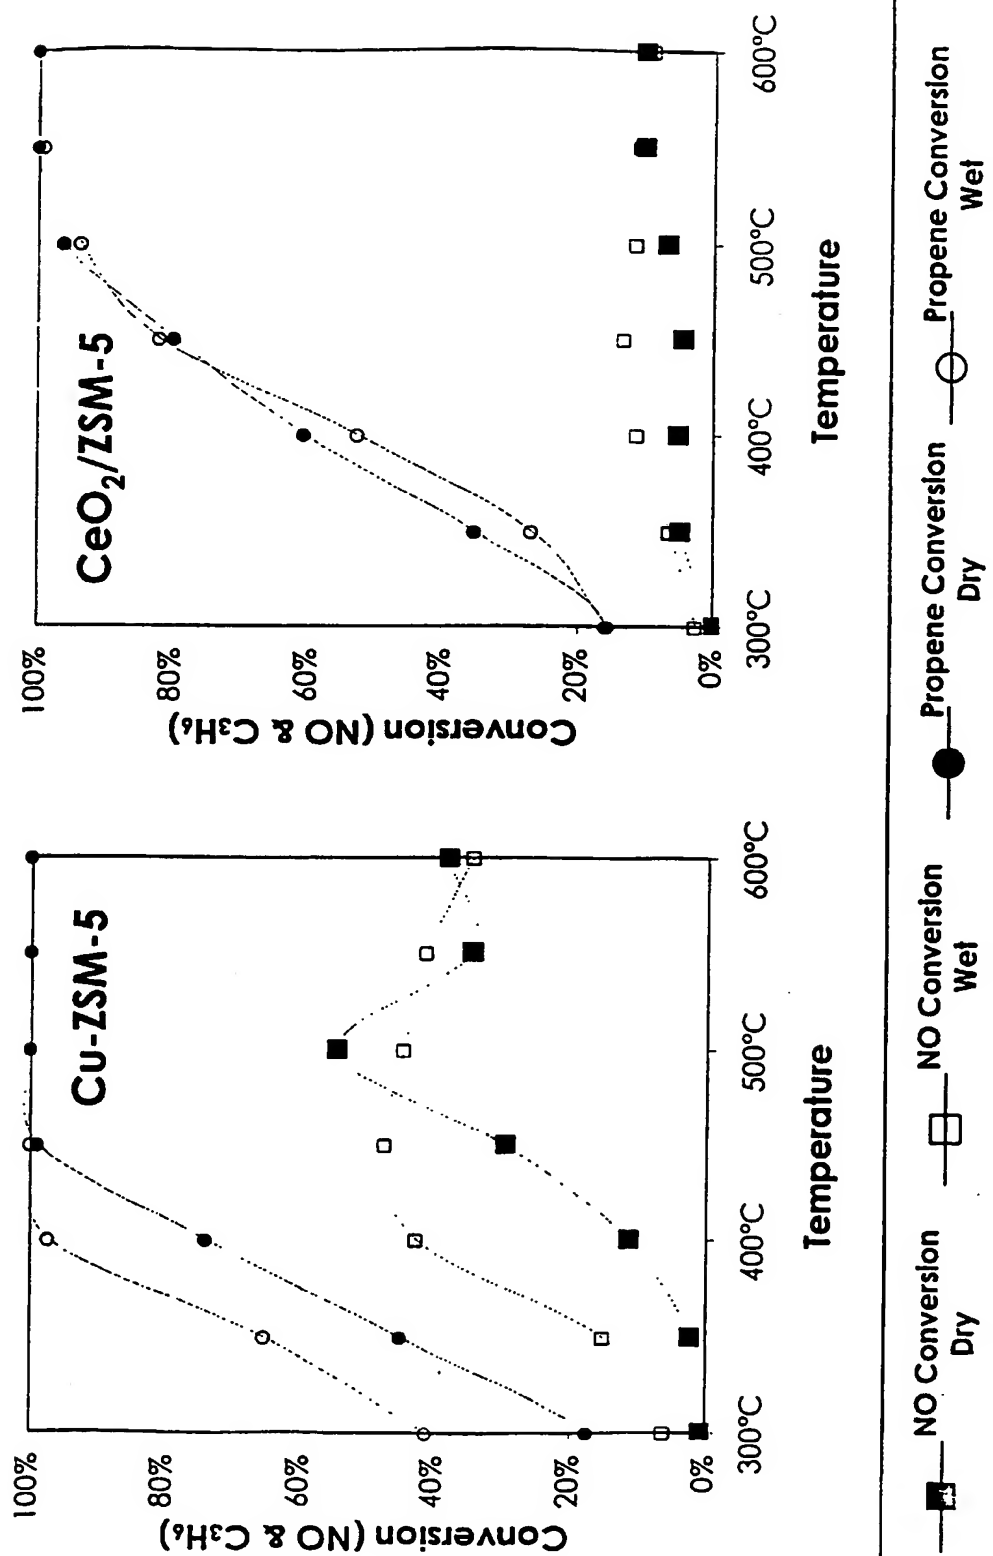 Cu-ZSM-5
Conversion (NO & C3H6)
100%
80%
60%
40%
20%
0%
300°C
400°C
500°C
600°C
Temperature
CeO2/ZSM-5
Conversion (NO & C3H6)
100%
80%
60%
40%
20%
0%
300°C
400°C
500°C
600°C
Temperature
NO Conversion
Dry
NO Conversion
Wet
Propene Conversion
Dry
Propene Conversion
Wet